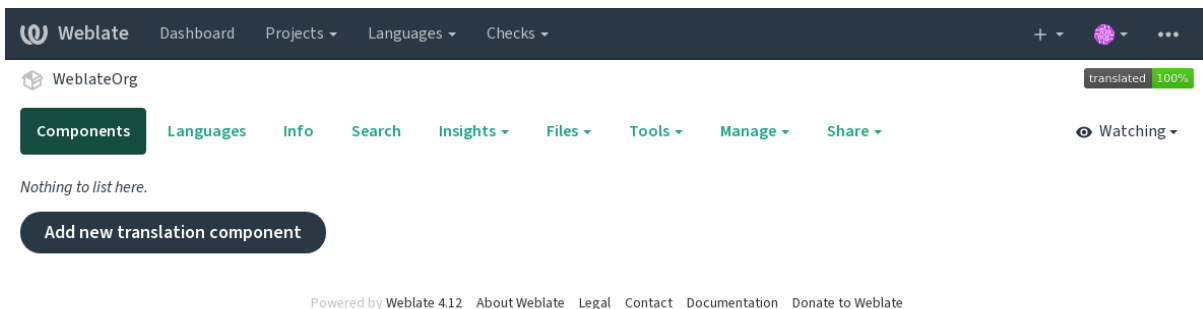 Weblate Dashboard Projects Languages Checks
WeblateOrg translated 100%
Components Languages Info Search Insights Files Tools Manage Share Watching
Nothing to list here.
Add new translation component
Powered by Weblate 4.12 About Weblate Legal Contact Documentation Donate to Weblate